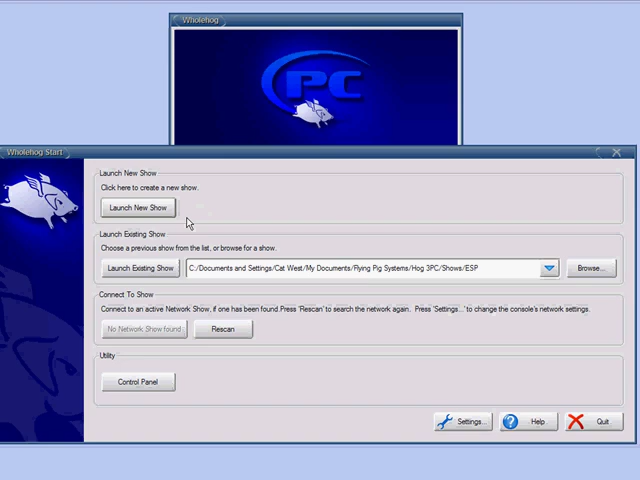 Wholehog
PC
Wholehog Start
Launch New Show
Click here to create a new show.
Launch New Show
Launch Existing Show
Choose a previous show from the list, or browse for a show.
Launch Existing Show
C:/Documents and Settings/Cat West/My Documents/Flying Pig Systems/Hog 3PC/Shows/ESP
Browse...
Connect To Show
Connect to an active Network Show, if one has been found.Press 'Rescan' to search the network again. Press 'Settings...' to change the console's network settings.
No Network Show found
Rescan
Utility
Control Panel
Settings...
Help
Quit